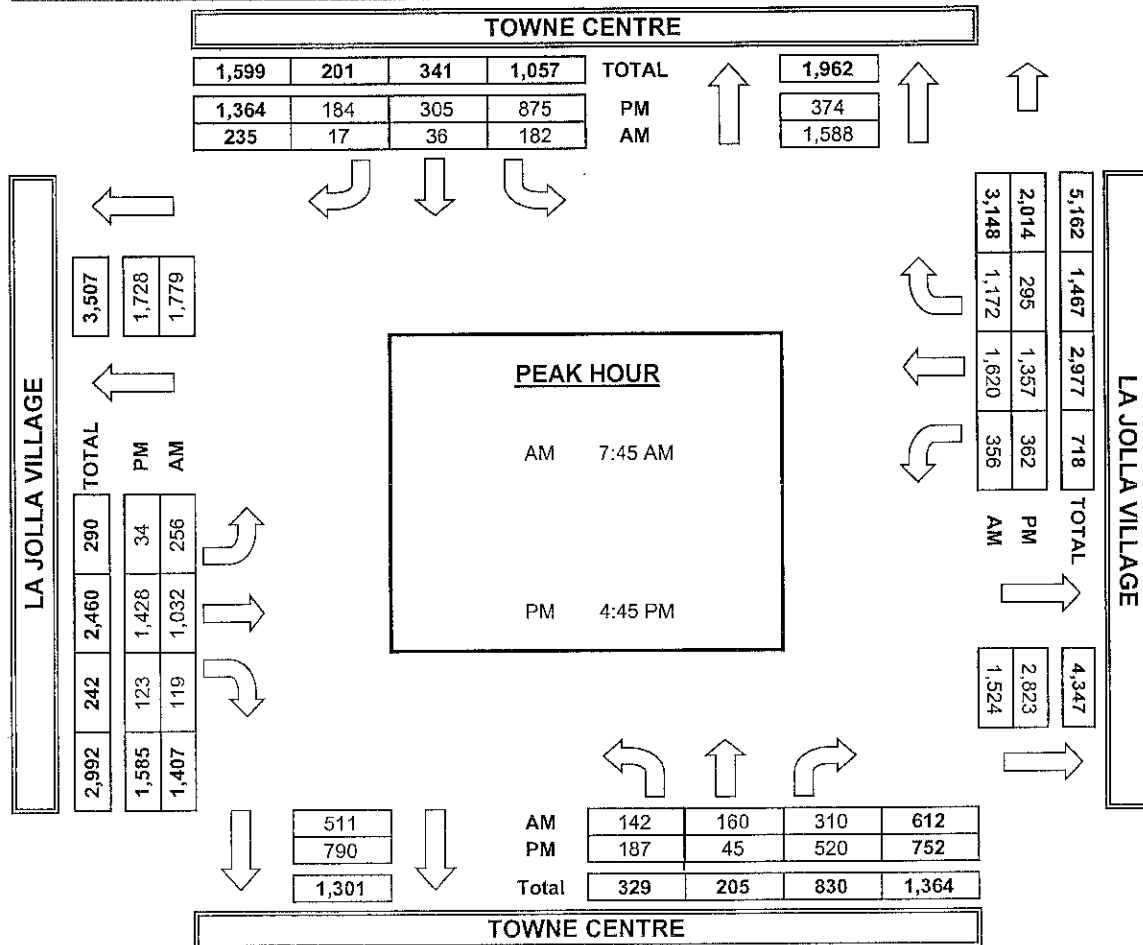 TOWNE CENTRE
1,599 201 341 1,057 TOTAL 1,962
1,364 184 305 875 PM 374
235 17 36 182 AM 1,588
LA JOLLA VILLAGE
3,507
1,728
1,779
TOTAL 290 2,460 242 2,992
PM 34 1,428 123 1,585
AM 256 1,032 119 1,407
PEAK HOUR
AM 7:45 AM
PM 4:45 PM
5,162 1,467 2,977 718 TOTAL 4,347
2,014 295 1,357 362 PM 2,823
3,148 1,172 1,620 356 AM 1,524
LA JOLLA VILLAGE
511 AM 142 160 310 612
790 PM 187 45 520 752
1,301 Total 329 205 830 1,364
TOWNE CENTRE